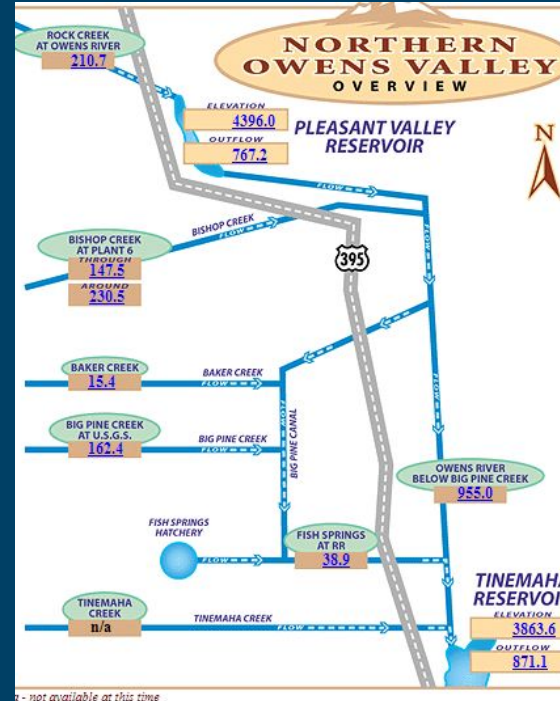 NORTHERN
OWENS VALLEY
OVERVIEW
ROCK CREEK
AT OWENS RIVER
210.7
ELEVATION
4396.0
OUTFLOW
767.2
PLEASANT VALLEY
RESERVOIR
N
FLOW
BISHOP CREEK
FLOW
FLOW
BISHOP CREEK
AT PLANT 6
THROUGH
147.5
AROUND
230.5
395
BAKER CREEK
15.4
BAKER CREEK
FLOW
BIG PINE CREEK
AT U.S.G.S.
162.4
BIG PINE CREEK
FLOW
FLOW
BIG PINE CANAL
FLOW
OWENS RIVER
BELOW BIG PINE CREEK
955.0
FISH SPRINGS
HATCHERY
FLOW
FISH SPRINGS
AT RR
38.9
TINEMAHA
CREEK
n/a
TINEMAHA CREEK
FLOW
FLOW
RESERVOI
ELEVATION
3863.6
OUTFLOW
871.1
- not available at this time